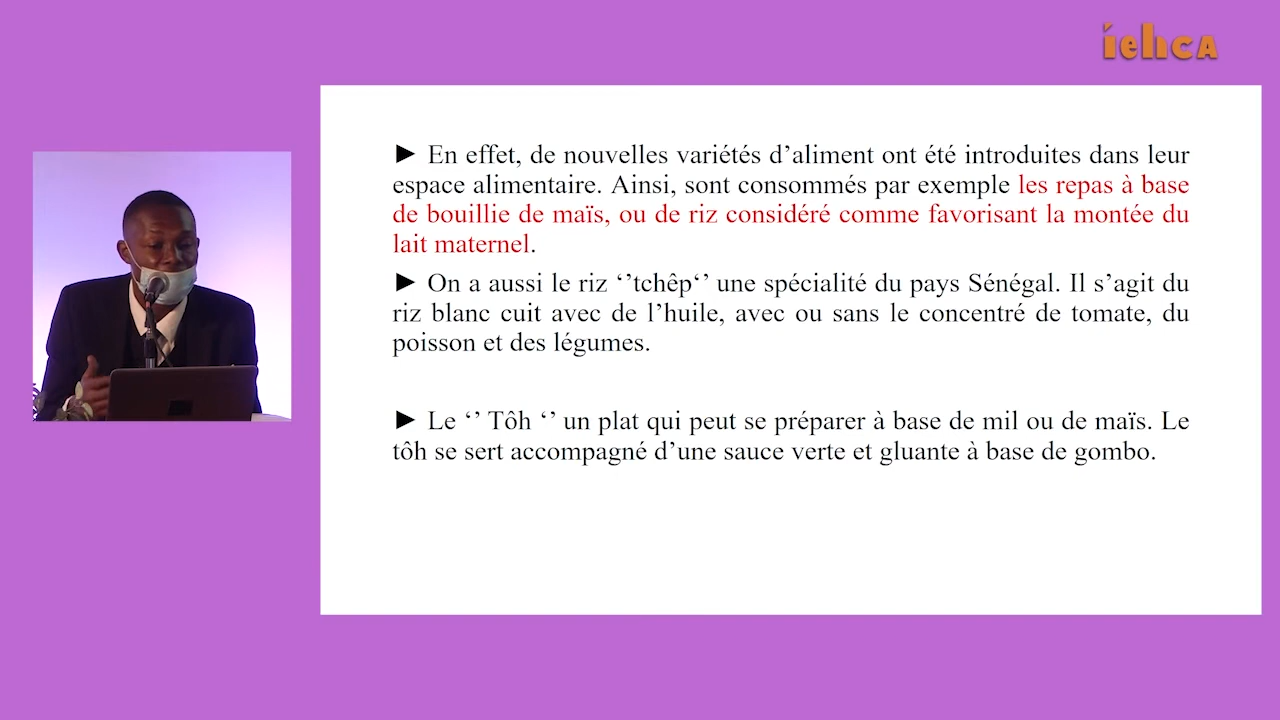 iehcA
► En effet, de nouvelles variétés d’aliment ont été introduites dans leur
espace alimentaire. Ainsi, sont consommés par exemple les repas à base
de bouillie de maïs, ou de riz considéré comme favorisant la montée du
lait maternel.
► On a aussi le riz ‘’tchêp‘’ une spécialité du pays Sénégal. Il s’agit du
riz blanc cuit avec de l’huile, avec ou sans le concentré de tomate, du
poisson et des légumes.
► Le ‘’ Tôh ‘’ un plat qui peut se préparer à base de mil ou de maïs. Le
tôh se sert accompagné d’une sauce verte et gluante à base de gombo.